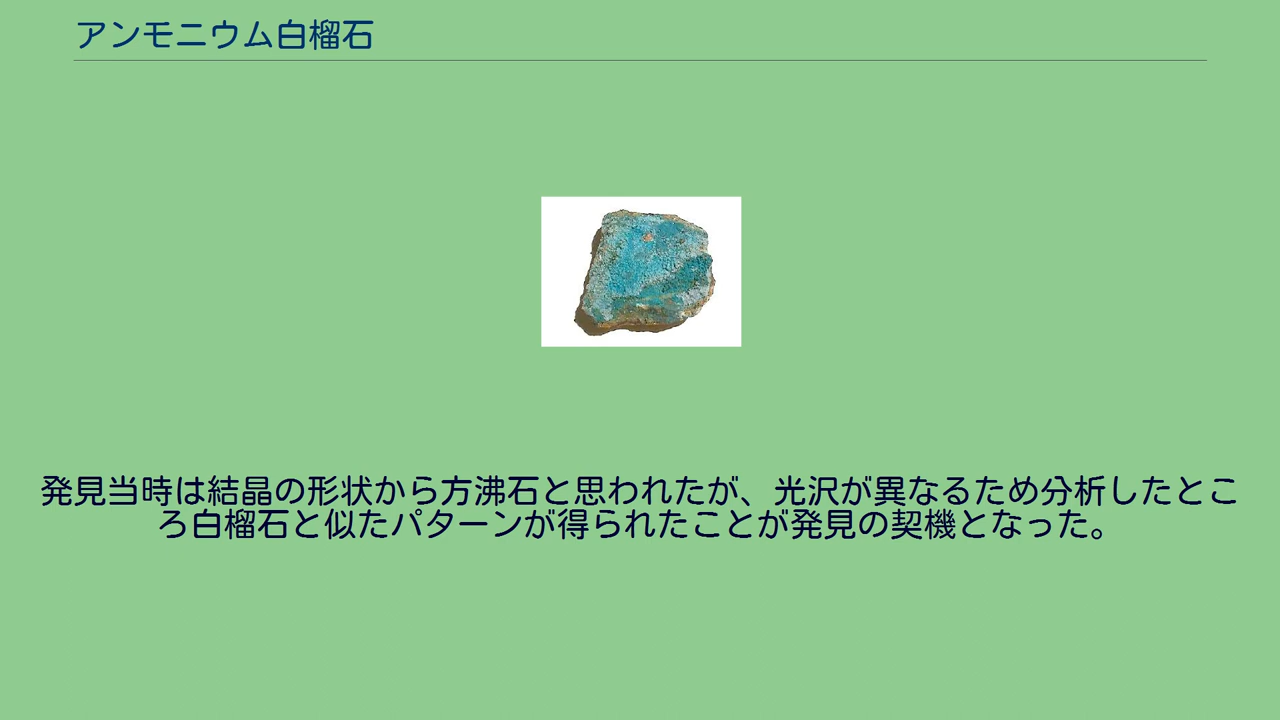 アンモニウム白榴石
発見当時は結晶の形状から方沸石と思われたが、光沢が異なるため分析したとこ
ろ白榴石と似たパターンが得られたことが発見の契機となった。